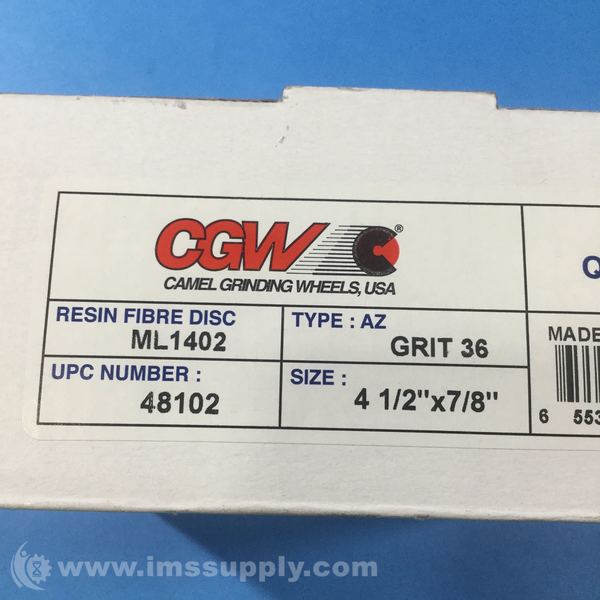 CGW®
CAMEL GRINDING WHEELS, USA
RESIN FIBRE DISC
ML1402
TYPE : AZ
GRIT 36
MADE
UPC NUMBER :
48102
SIZE :
4 1/2"x7/8"
6 553
www.imssupply.com